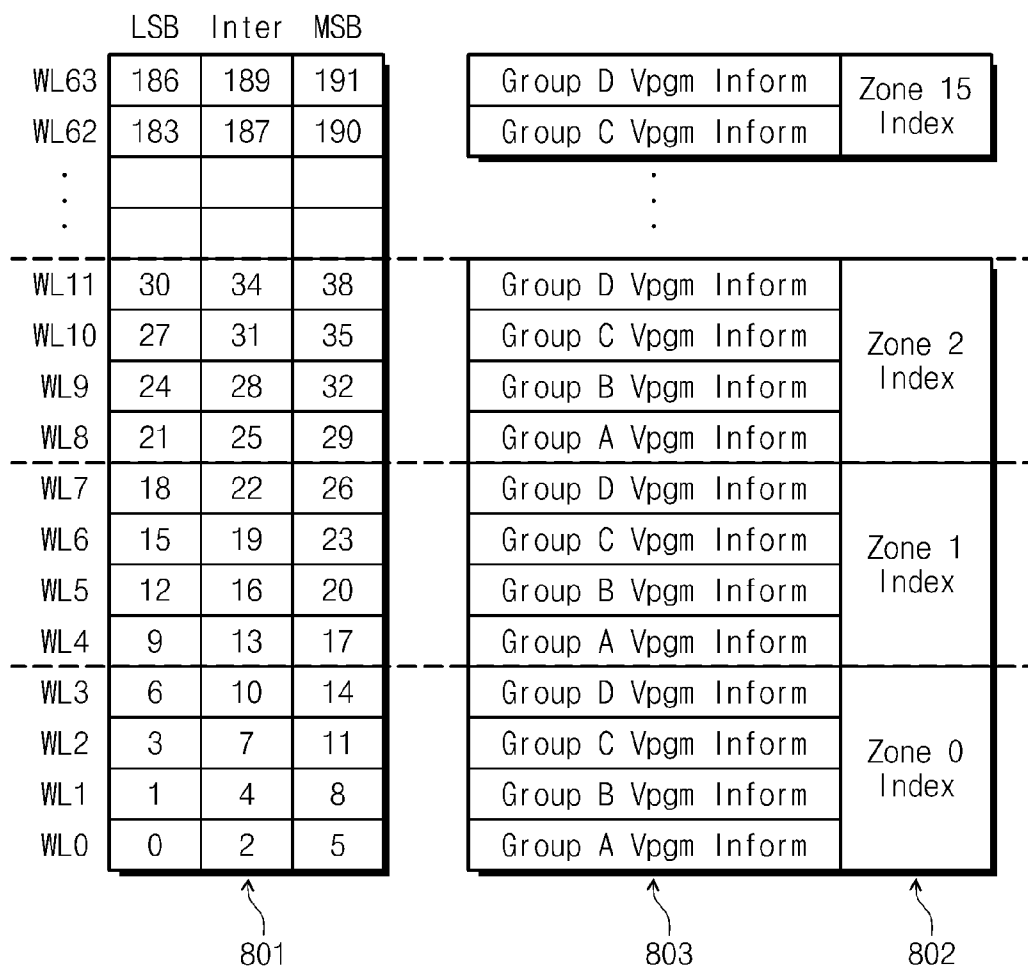 LSB Inter MSB
WL63 186 189 191 Group D Vpgm Inform Zone 15 Index
WL62 183 187 190 Group C Vpgm Inform
WL11 30 34 38 Group D Vpgm Inform
WL10 27 31 35 Group C Vpgm Inform Zone 2 Index
WL9 24 28 32 Group B Vpgm Inform
WL8 21 25 29 Group A Vpgm Inform
WL7 18 22 26 Group D Vpgm Inform
WL6 15 19 23 Group C Vpgm Inform Zone 1 Index
WL5 12 16 20 Group B Vpgm Inform
WL4 9 13 17 Group A Vpgm Inform
WL3 6 10 14 Group D Vpgm Inform
WL2 3 7 11 Group C Vpgm Inform Zone 0 Index
WL1 1 4 8 Group B Vpgm Inform
WL0 0 2 5 Group A Vpgm Inform
801 803 802